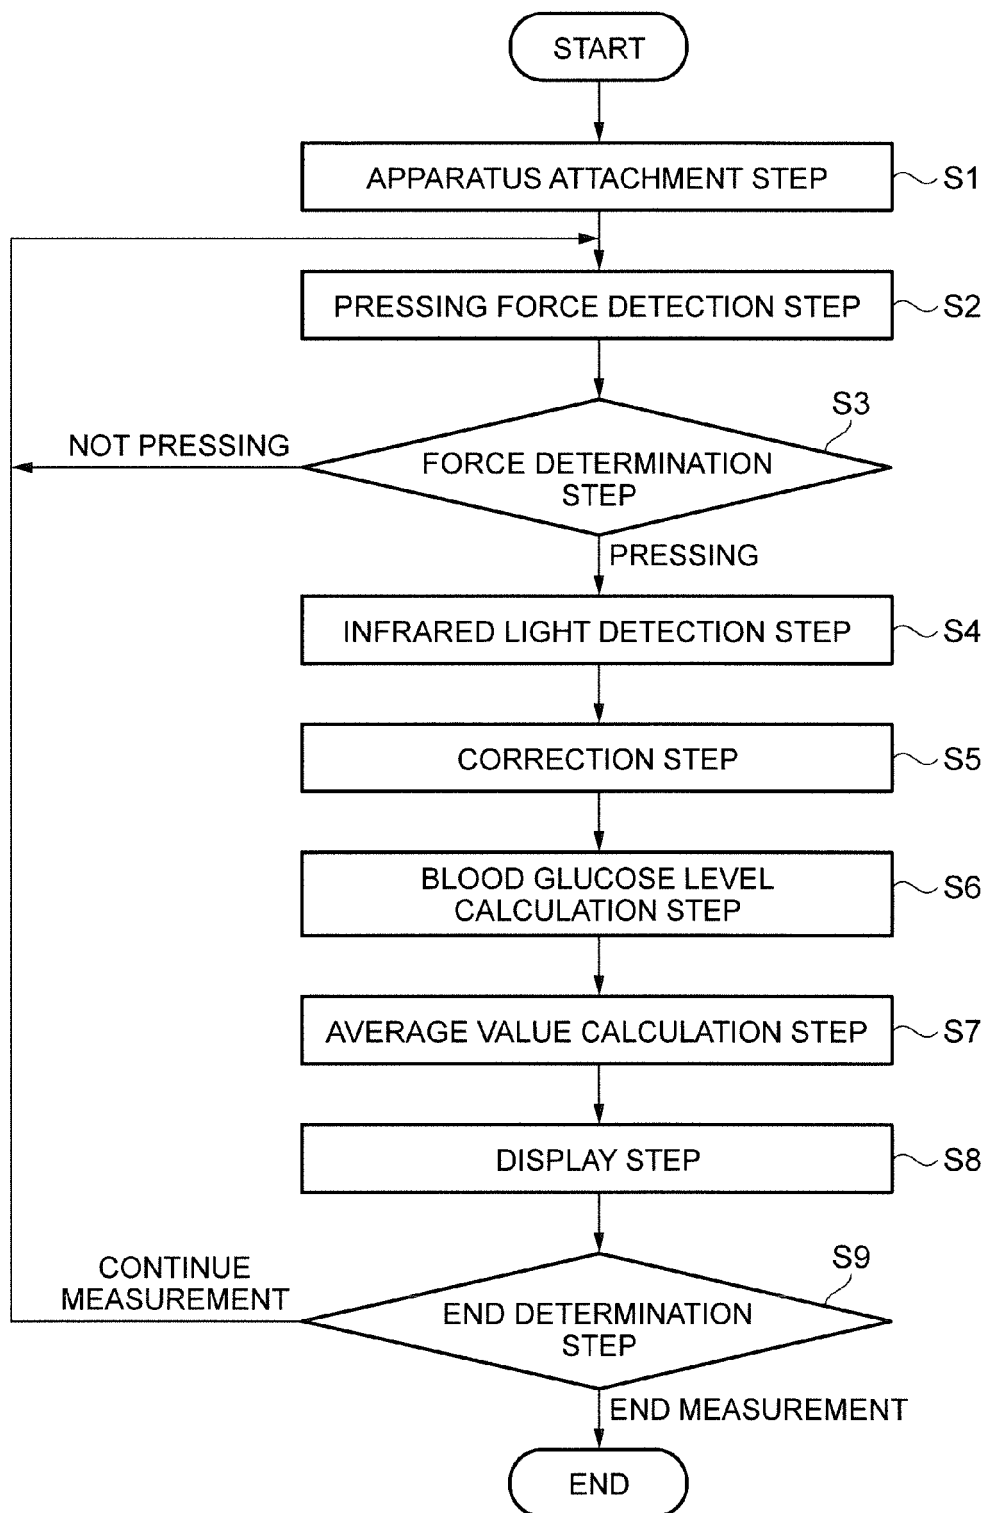 START
APPARATUS ATTACHMENT STEP
S1
PRESSING FORCE DETECTION STEP
S2
S3
NOT PRESSING
FORCE DETERMINATION
STEP
PRESSING
INFRARED LIGHT DETECTION STEP
S4
CORRECTION STEP
S5
BLOOD GLUCOSE LEVEL
CALCULATION STEP
S6
AVERAGE VALUE CALCULATION STEP
S7
DISPLAY STEP
S8
CONTINUE
MEASUREMENT
S9
END DETERMINATION
STEP
END MEASUREMENT
END